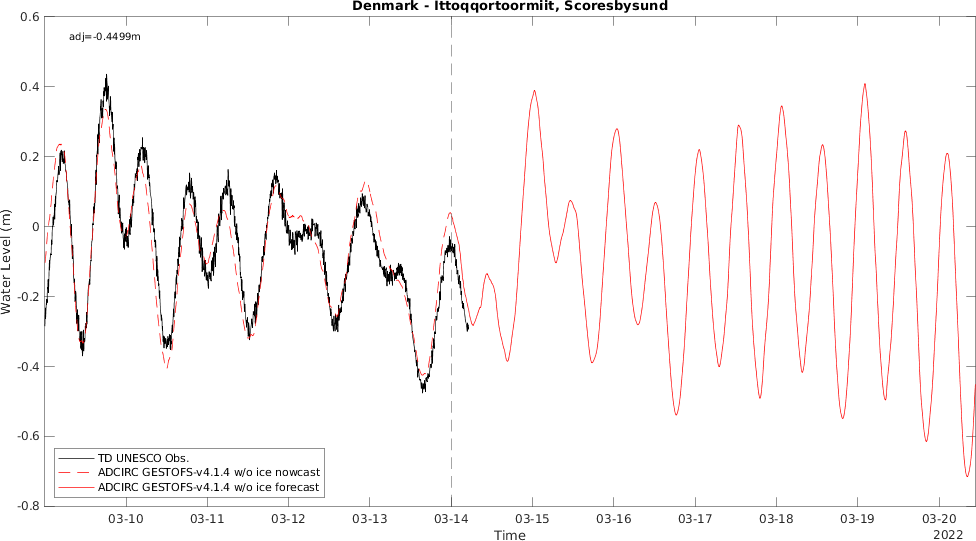 Denmark - Ittoqqortoormiit, Scoresbysund
adj=-0.4499m
0.6
0.4
0.2
0
-0.2
-0.4
-0.6
-0.8
Water Level (m)
TD UNESCO Obs.
ADCIRC GESTOFS-v4.1.4 w/o ice nowcast
ADCIRC GESTOFS-v4.1.4 w/o ice forecast
03-10 03-11 03-12 03-13 03-14 03-15 03-16 03-17 03-18 03-19 03-20
Time
2022